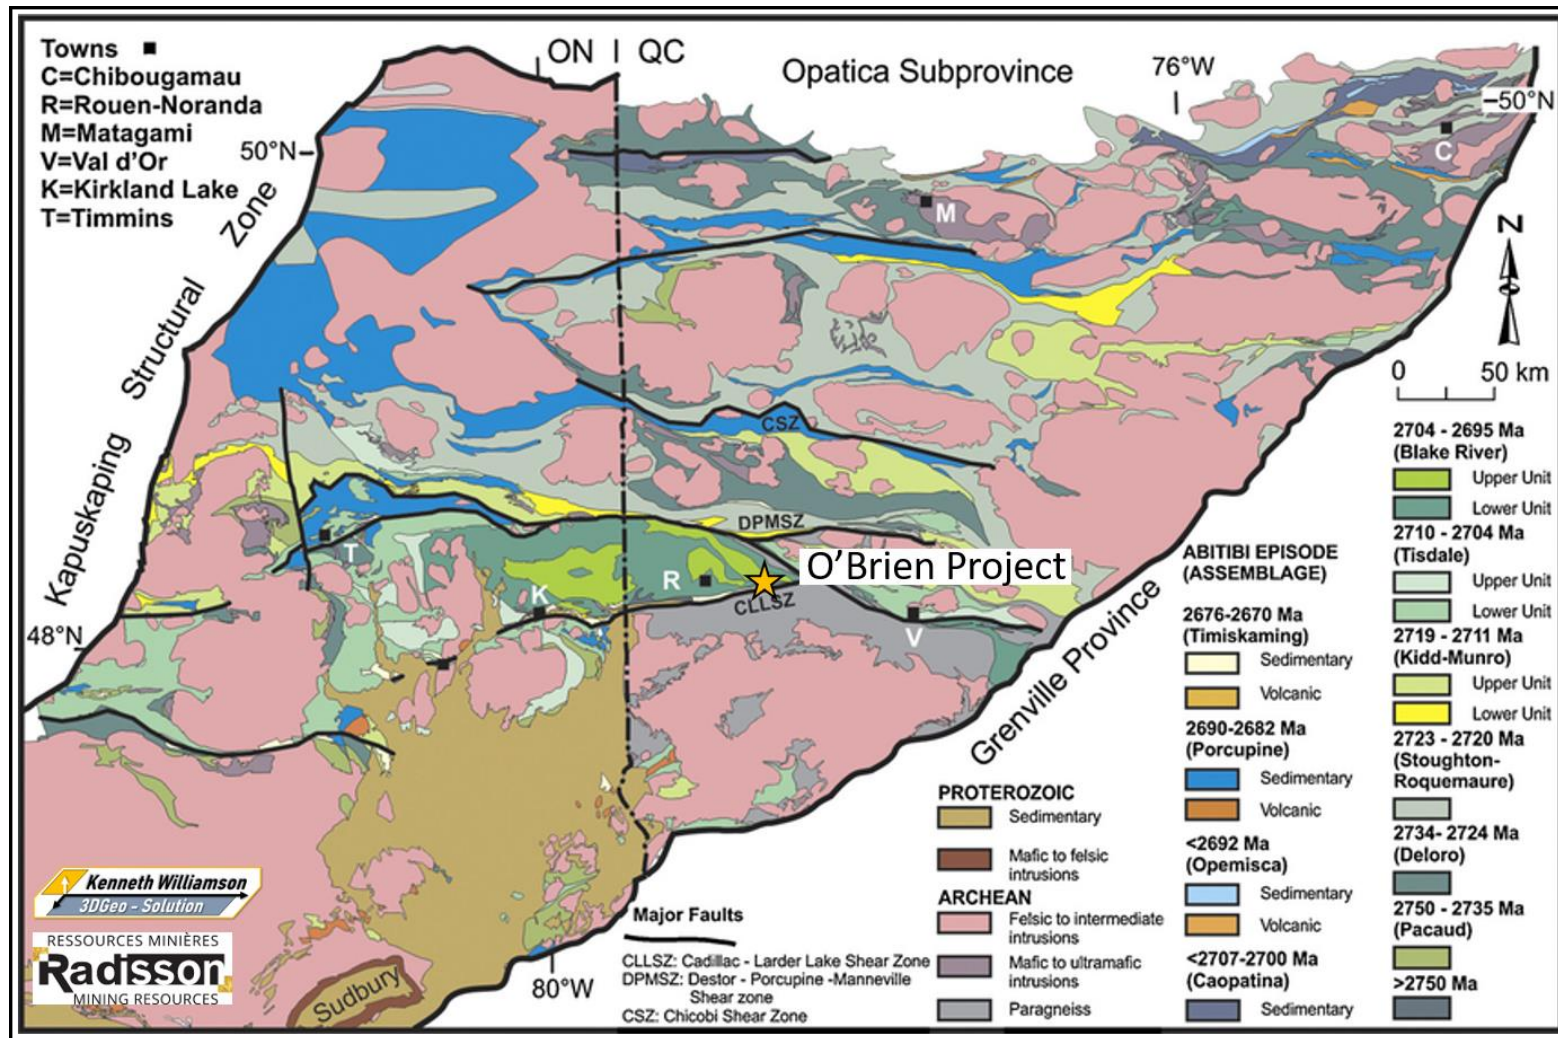 Towns
C=Chibougamau
R=Rouen-Noranda
M=Matagami
V=Val d’Or
K=Kirkland Lake
T=Timmins
ON | QC
Opatica Subprovince
76°W
–50°N
50°N–
C
M
N
Kapuskaping Structural Zone
0 50 km
CSZ
DPMSZ
O’Brien Project
T
R
K
CLLSZ
V
48°N
Grenville Province
80°W
Sudbury
Kenneth Williamson
3DGeo - Solution
RESSOURCES MINIÈRES
Radisson
MINING RESOURCES
Major Faults
CLLSZ: Cadillac - Larder Lake Shear Zone
DPMSZ: Destor - Porcupine -Manneville
Shear zone
CSZ: Chicobi Shear Zone
PROTEROZOIC
Sedimentary
Mafic to felsic
intrusions
ARCHEAN
Felsic to intermediate
intrusions
Mafic to ultramafic
intrusions
Paragneiss
ABITIBI EPISODE
(ASSEMBLAGE)
2676-2670 Ma
(Timiskaming)
Sedimentary
Volcanic
2690-2682 Ma
(Porcupine)
Sedimentary
Volcanic
<2692 Ma
(Opemisca)
Sedimentary
Volcanic
<2707-2700 Ma
(Caopatina)
Sedimentary
2704 - 2695 Ma
(Blake River)
Upper Unit
Lower Unit
2710 - 2704 Ma
(Tisdale)
Upper Unit
Lower Unit
2719 - 2711 Ma
(Kidd-Munro)
Upper Unit
Lower Unit
2723 - 2720 Ma
(Stoughton-
Roquemaure)
2734- 2724 Ma
(Deloro)
2750 - 2735 Ma
(Pacaud)
>2750 Ma